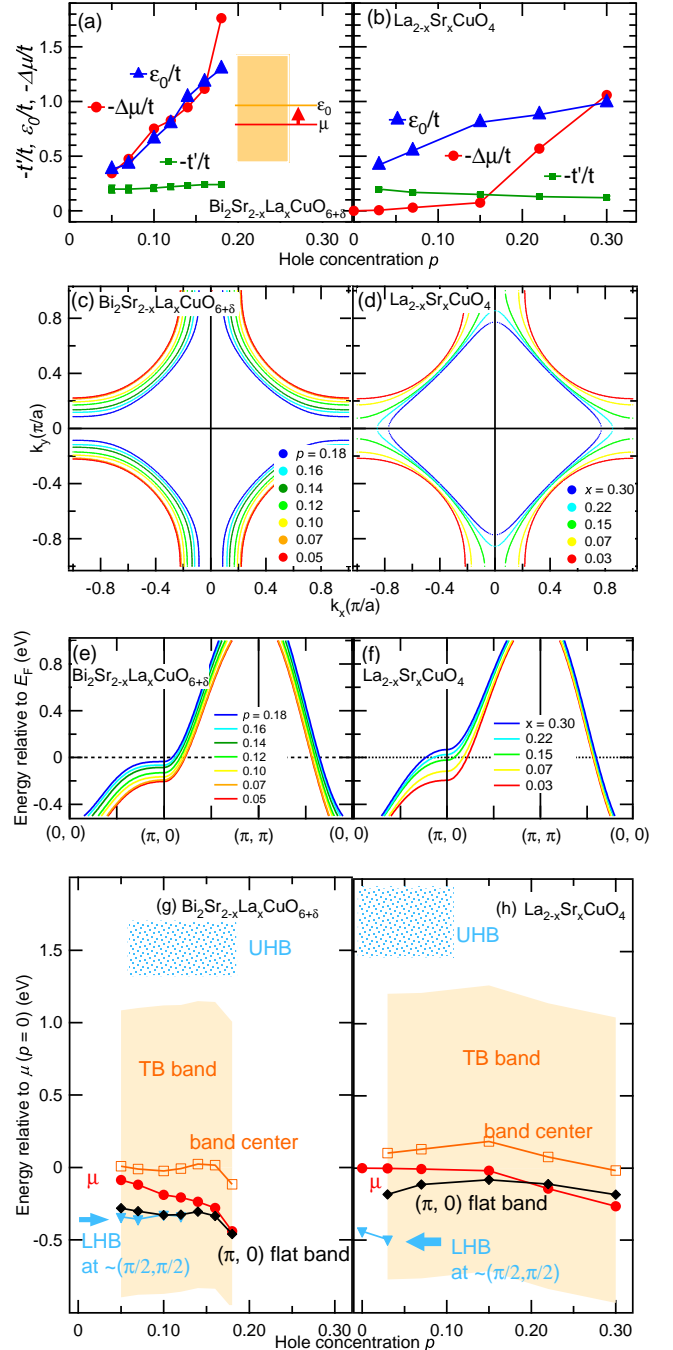 (a)
ε₀/t
-Δμ/t
-t'/t
ε₀
μ
Bi₂Sr₂₋ₓLaₓCuO₆₊δ
-t'/t, ε₀/t, -Δμ/t
1.5
1.0
0.5
0
0 0.10 0.20 0.30
(b) La₂₋ₓSrₓCuO₄
ε₀/t
-Δμ/t
-t'/t
0 0.10 0.20 0.30
Hole concentration p
(c) Bi₂Sr₂₋ₓLaₓCuO₆₊δ
k_y(π/a)
0.8
0.4
0
-0.4
-0.8
p = 0.18
0.16
0.14
0.12
0.10
0.07
0.05
-0.8 -0.4 0 0.4
(d) La₂₋ₓSrₓCuO₄
x = 0.30
0.22
0.15
0.07
0.03
-0.8 -0.4 0 0.4 0.8
k_x(π/a)
(e)
Bi₂Sr₂₋ₓLaₓCuO₆₊δ
Energy relative to E_F (eV)
0.8
0.4
0
-0.4
p = 0.18
0.16
0.14
0.12
0.10
0.07
0.05
(0, 0) (π, 0) (π, π) (0, 0)
(f)
La₂₋ₓSrₓCuO₄
x = 0.30
0.22
0.15
0.07
0.03
(π, 0) (π, π) (0, 0)
(g) Bi₂Sr₂₋ₓLaₓCuO₆₊δ
UHB
TB band
band center
μ
(π, 0) flat band
LHB
at ~(π/2,π/2)
Energy relative to μ (p = 0) (eV)
1.5
1.0
0.5
0
-0.5
0 0.10 0.20 0.30
(h) La₂₋ₓSrₓCuO₄
UHB
TB band
band center
μ
(π, 0) flat band
LHB
at ~(π/2,π/2)
0 0.10 0.20 0.30
Hole concentration p